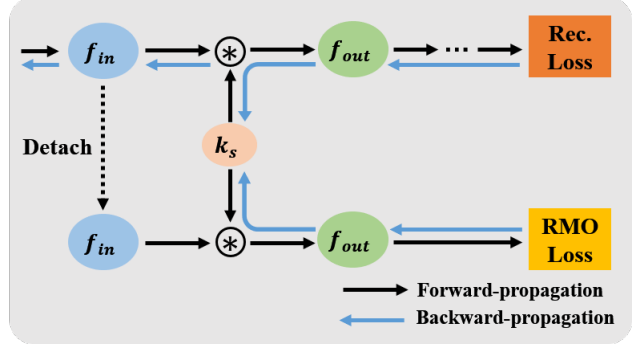 f_in
*
f_out
...
Rec.
Loss
Detach
k_s
f_in
*
f_out
RMO
Loss
Forward-propagation
Backward-propagation